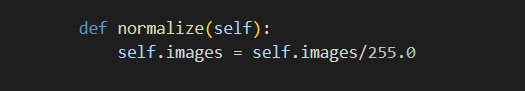 def normalize(self):
    self.images = self.images/255.0